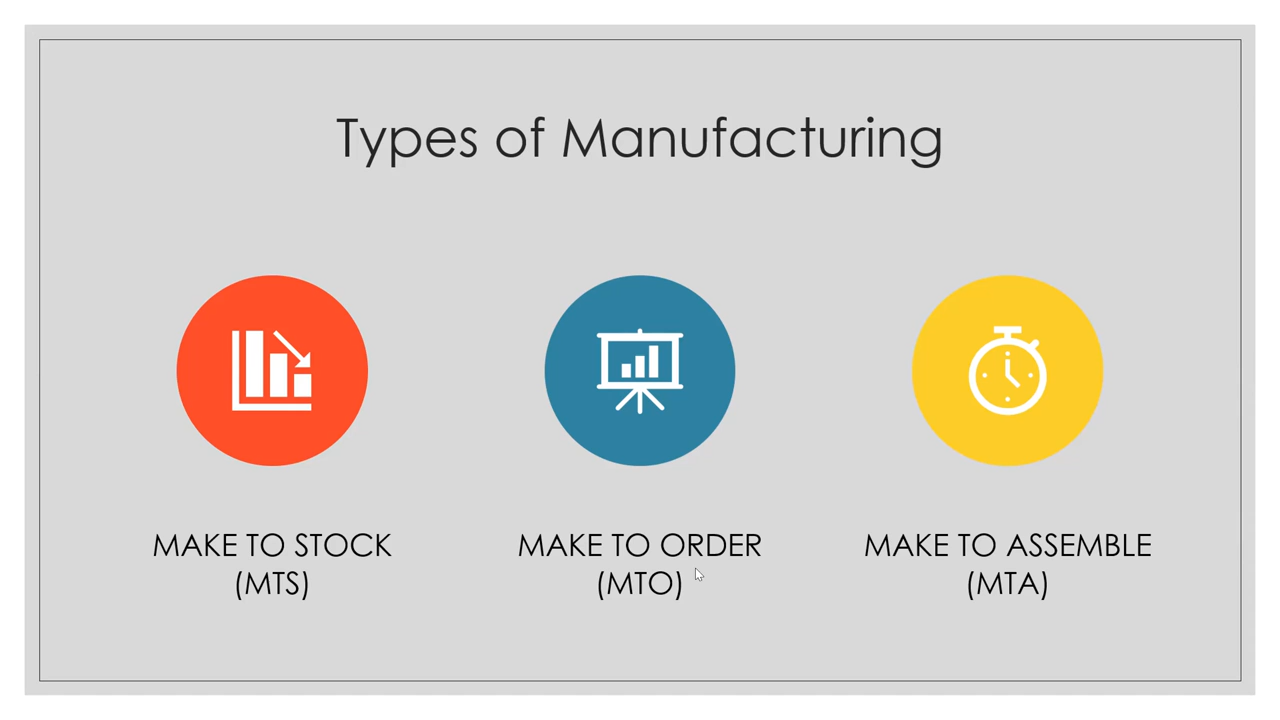 Types of Manufacturing
MAKE TO STOCK
(MTS)
MAKE TO ORDER
(MTO)
MAKE TO ASSEMBLE
(MTA)